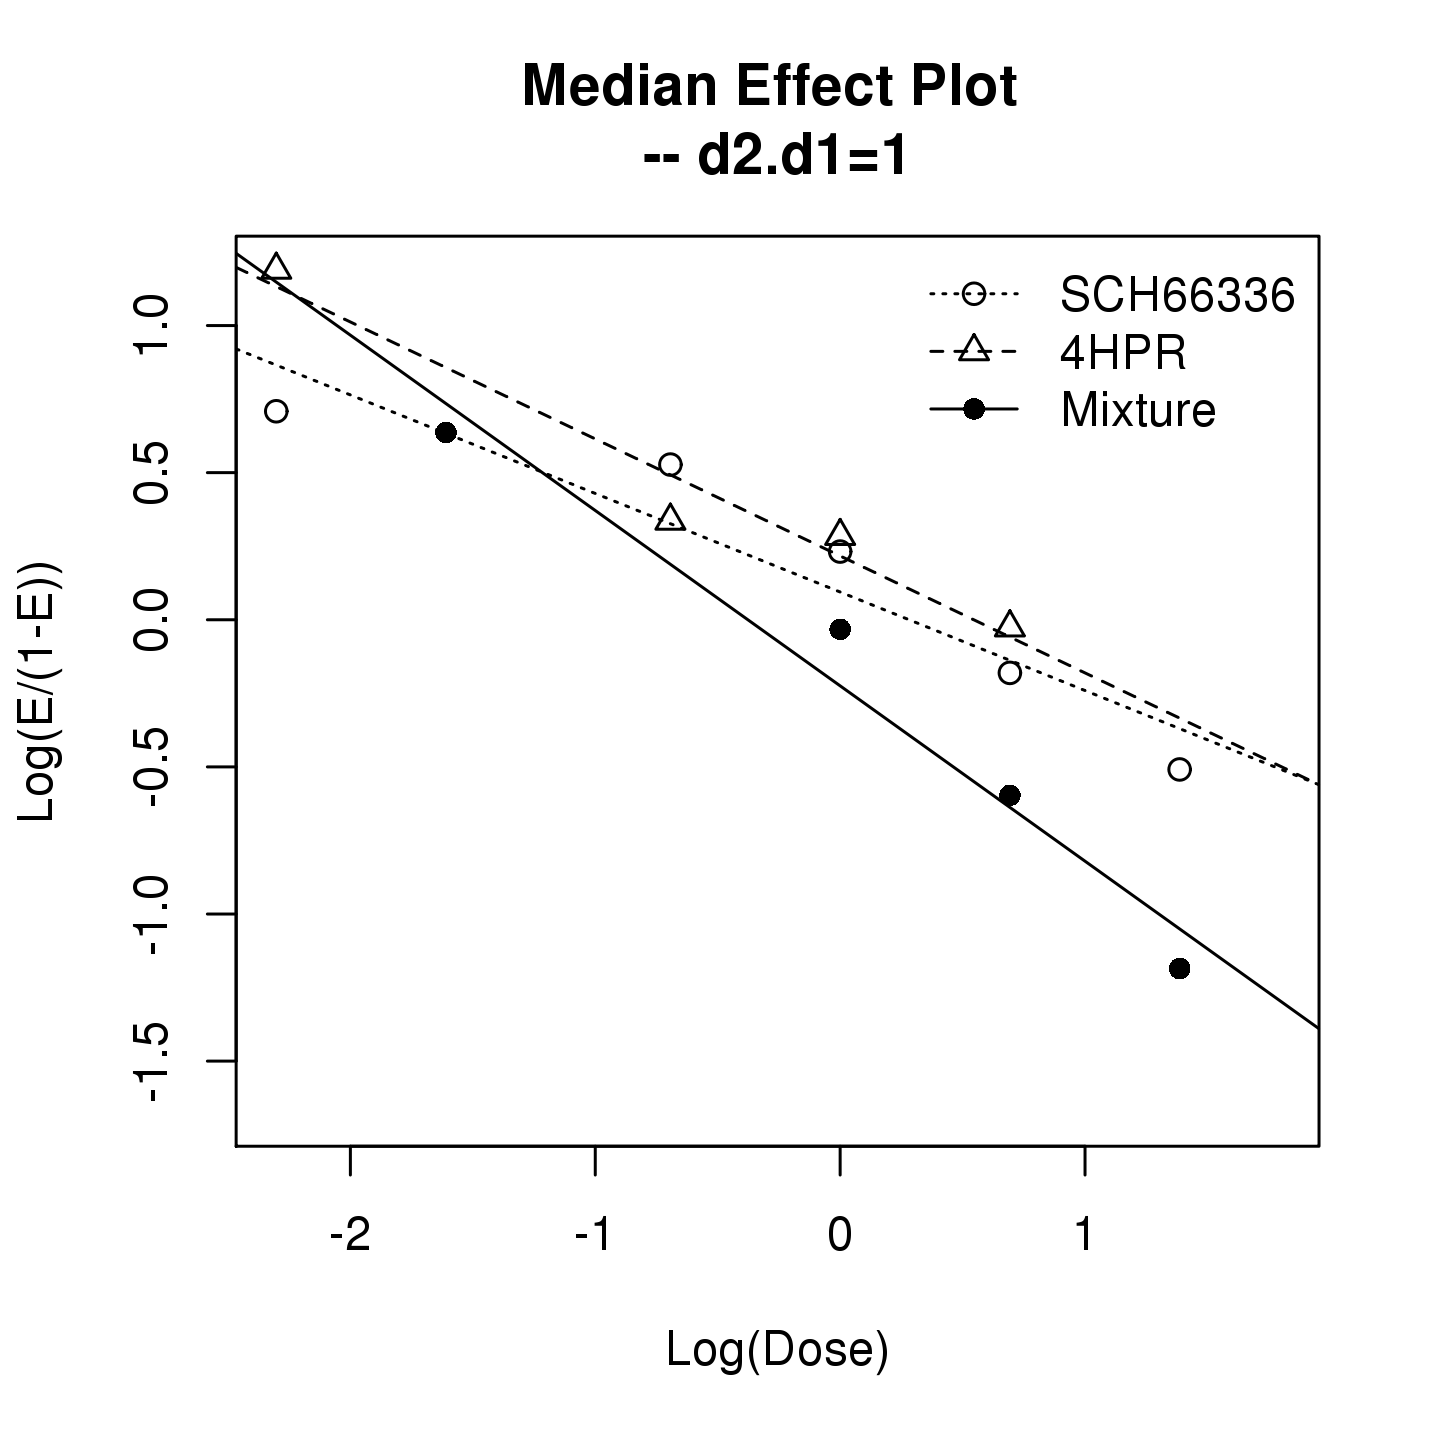 Median Effect Plot
-- d2.d1=1
SCH66336
4HPR
Mixture
Log(E/(1-E))
1.0
0.5
0.0
-0.5
-1.0
-1.5
-2
-1
0
1
Log(Dose)